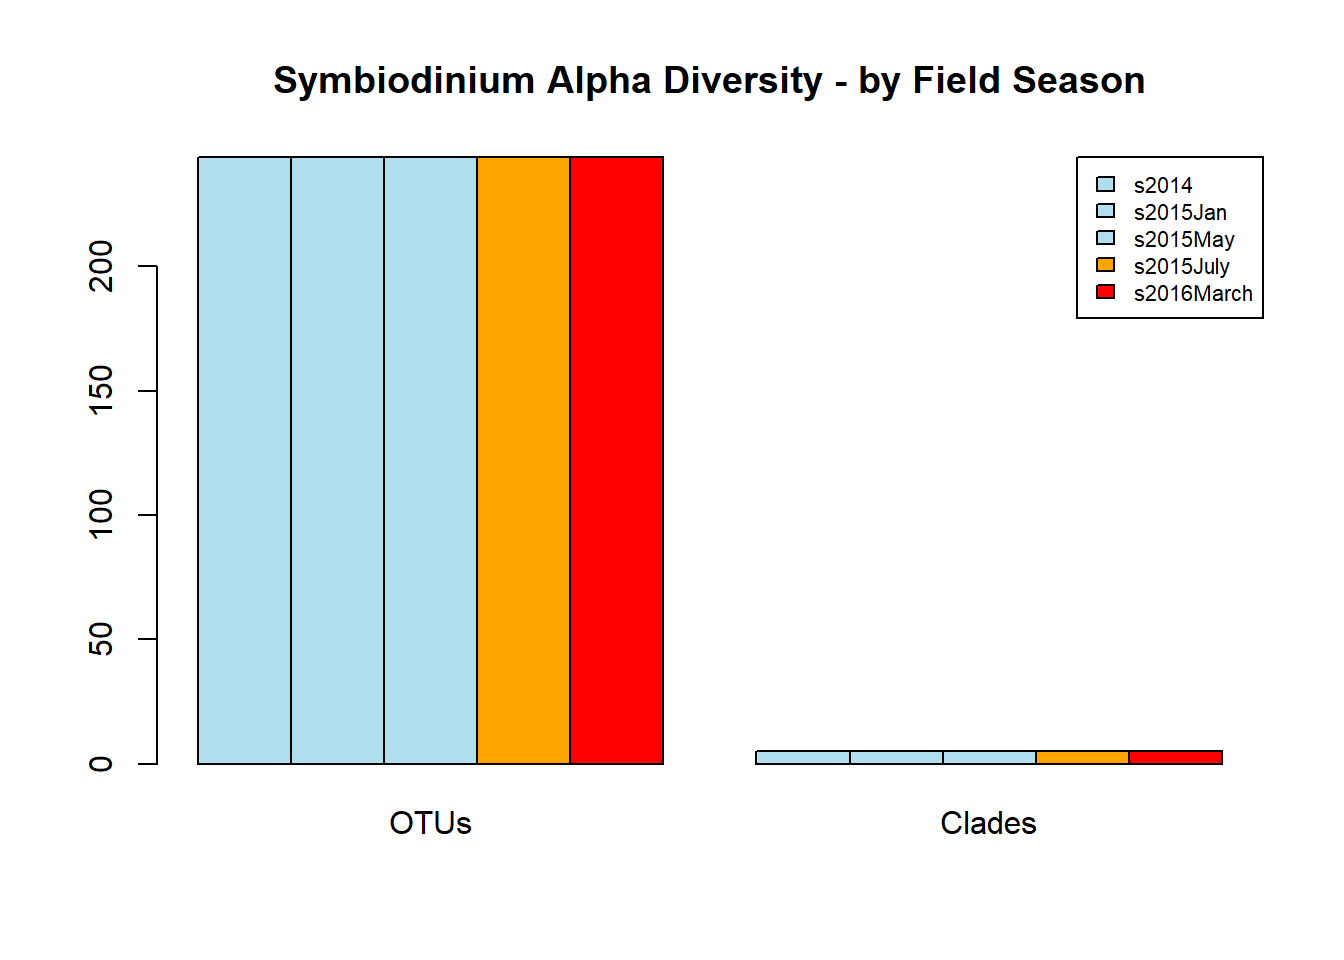 Symbiodinium Alpha Diversity - by Field Season
s2014
s2015Jan
s2015May
s2015July
s2016March
200
150
100
50
0
OTUs
Clades